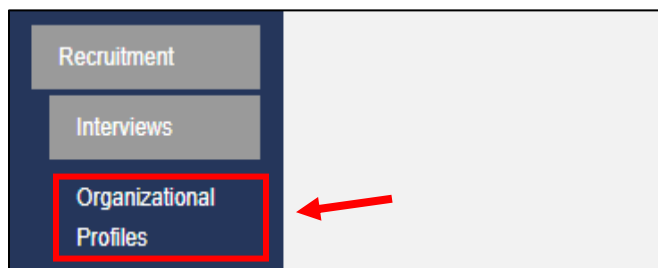 Recruitment
Interviews
Organizational
Profiles